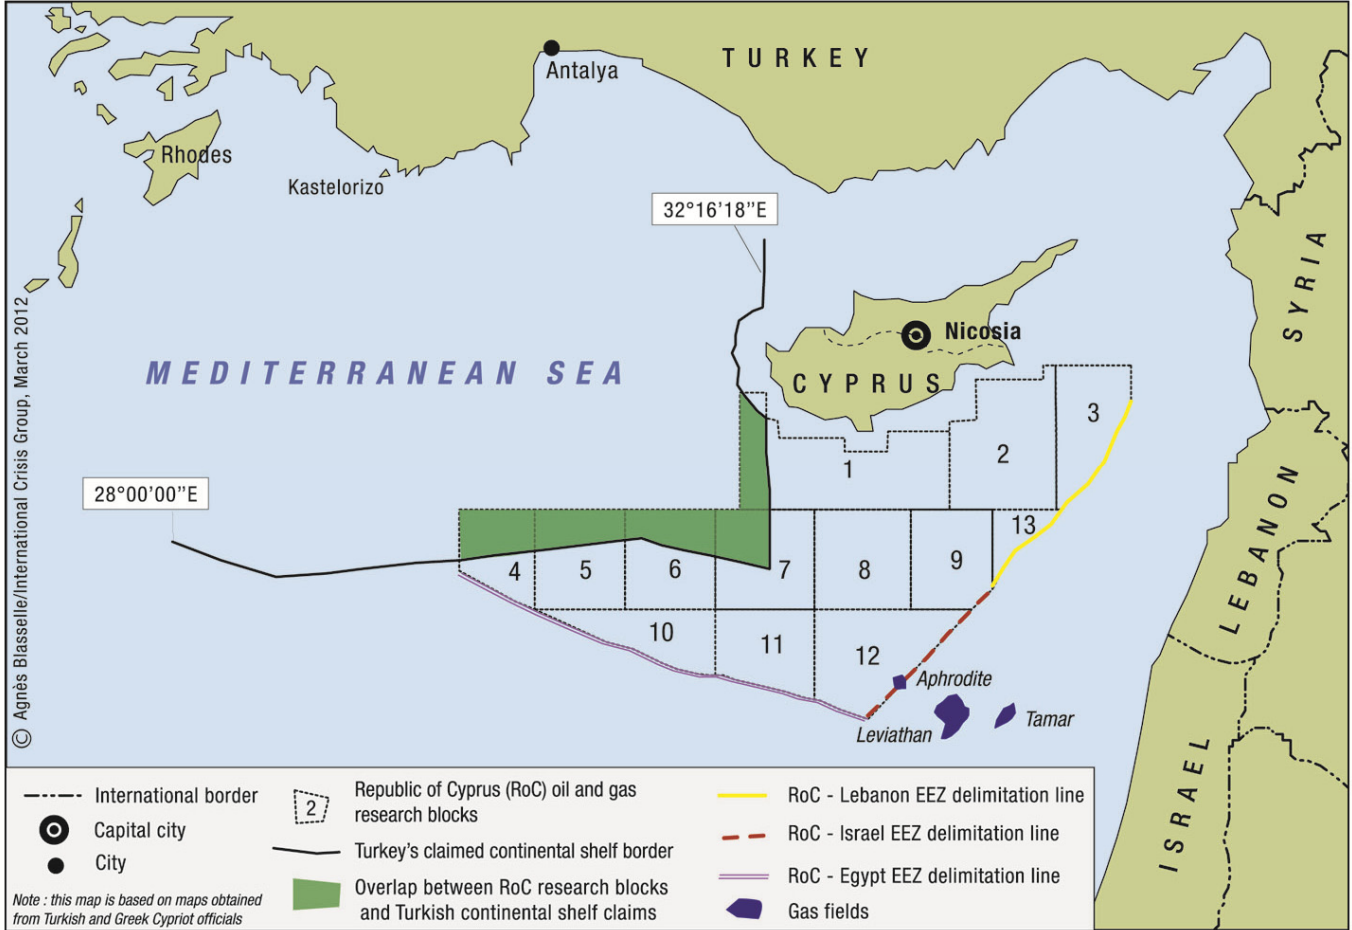 TURKEY
Antalya
Rhodes
Kastelorizo
32°16'18"E
SYRIA
Nicosia
MEDITERRANEAN SEA
CYPRUS
3
2
1
28°00'00"E
LEBANON
13
4
5
6
7
8
9
10
11
12
Aphrodite
Leviathan
Tamar
ISRAEL
© Agnès Blasselle/International Crisis Group, March 2012
International border
Capital city
City
Note : this map is based on maps obtained
from Turkish and Greek Cypriot officials
2
Republic of Cyprus (RoC) oil and gas
research blocks
Turkey's claimed continental shelf border
Overlap between RoC research blocks
and Turkish continental shelf claims
RoC - Lebanon EEZ delimitation line
RoC - Israel EEZ delimitation line
RoC - Egypt EEZ delimitation line
Gas fields